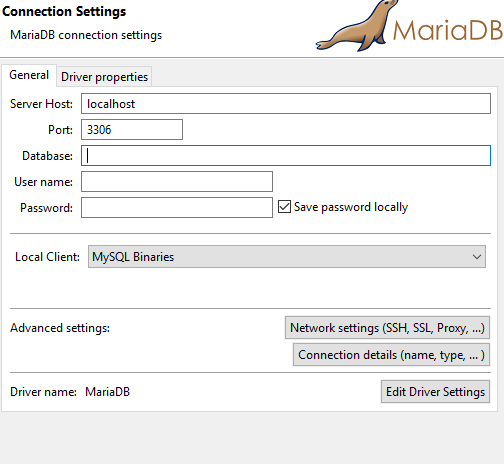 Connection Settings
MariaDB connection settings
MariaDB
General
Driver properties
Server Host: localhost
Port: 3306
Database:
User name:
Password:
Save password locally
Local Client: MySQL Binaries
Advanced settings:
Network settings (SSH, SSL, Proxy, ...)
Connection details (name, type, ... )
Driver name: MariaDB
Edit Driver Settings